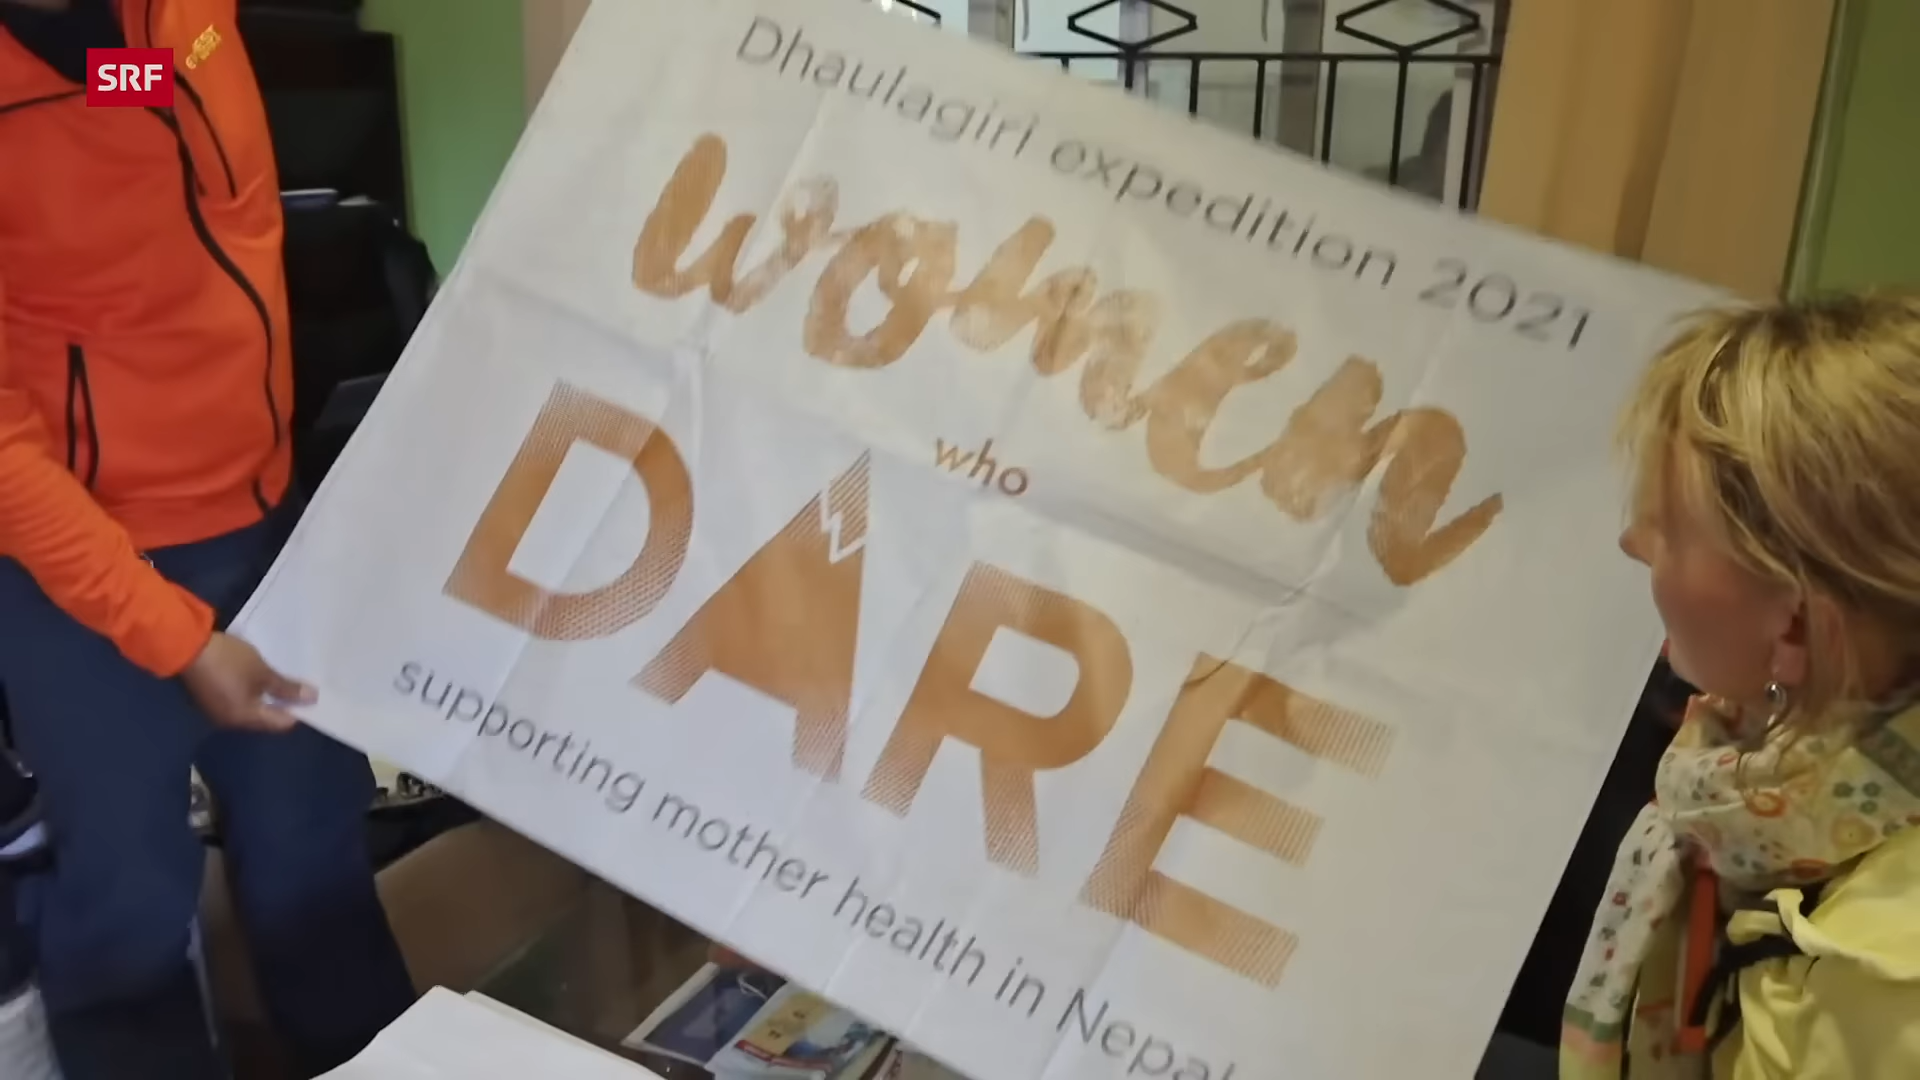 SRF
Dhaulagiri expedition 2021
women
who
DARE
supporting mother health in Nepal